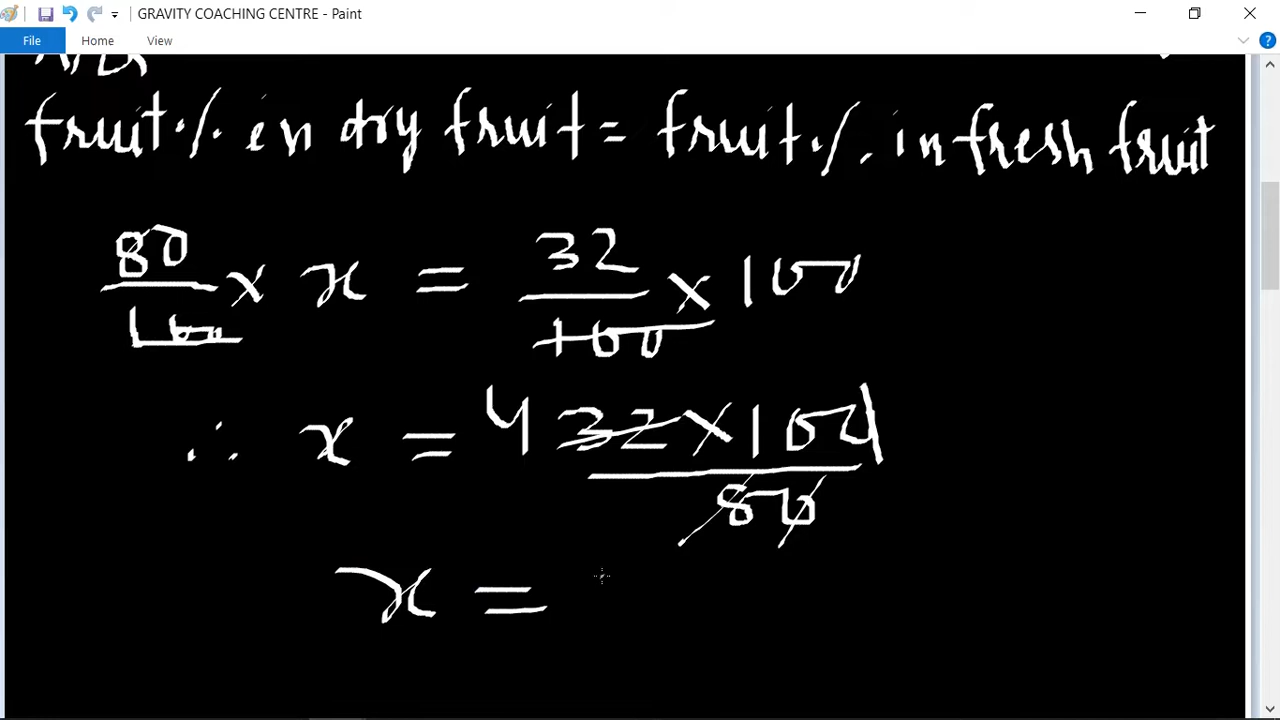 GRAVITY COACHING CENTRE - Paint
File Home View
fruit % in dry fruit = fruit %. in fresh fruit
80/100 × x = 32/100 × 100
∴ x = 4 32×100/80
x =